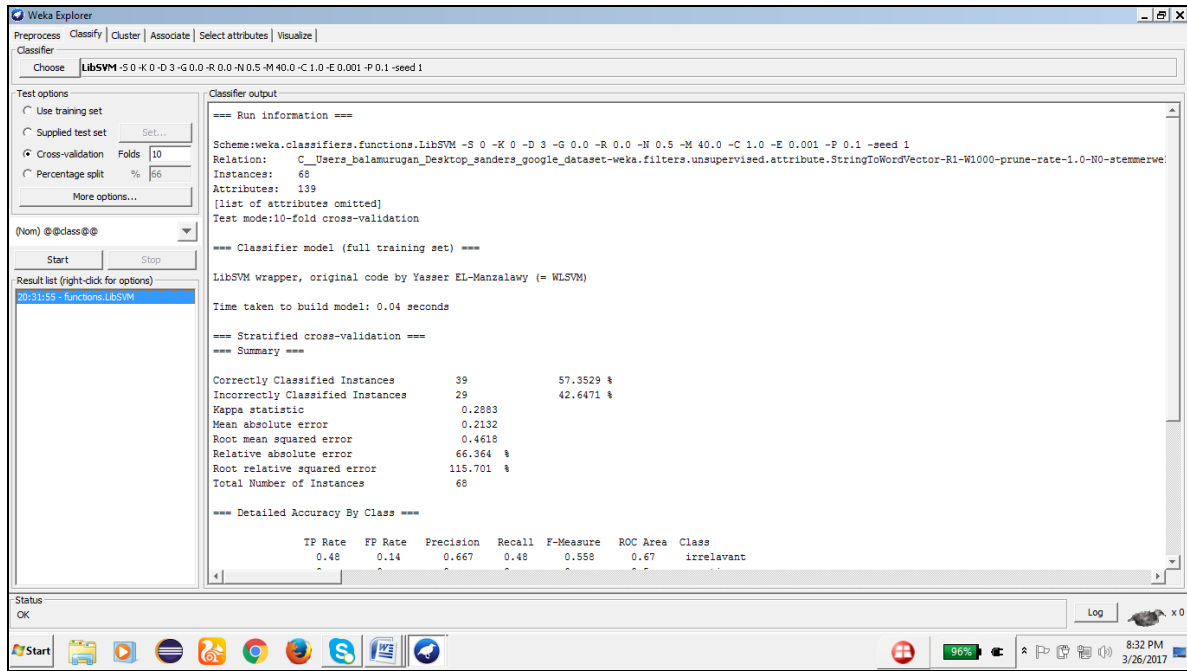 Weka Explorer
Preprocess Classify Cluster Associate Select attributes Visualize
Classifier
Choose LibSVM -S 0 -K 0 -D 3 -G 0.0 -R 0.0 -N 0.5 -M 40.0 -C 1.0 -E 0.001 -P 0.1 -seed 1
Test options
Use training set
Supplied test set Set...
Cross-validation Folds 10
Percentage split % 66
More options...
(Nom) @@class@@
Start Stop
Result list (right-click for options)
20:31:55 - functions.LibSVM
Classifier output
=== Run information ===
Scheme:weka.classifiers.functions.LibSVM -S 0 -K 0 -D 3 -G 0.0 -R 0.0 -N 0.5 -M 40.0 -C 1.0 -E 0.001 -P 0.1 -seed 1
Relation: C__Users_balamurugan_Desktop_sanders_google_dataset-weka.filters.unsupervised.attribute.StringToWordVector-R1-W1000-prune-rate-1.0-N0-stemmerwe
Instances: 68
Attributes: 139
[list of attributes omitted]
Test mode:10-fold cross-validation
=== Classifier model (full training set) ===
LibSVM wrapper, original code by Yasser EL-Manzalawy (= WLSVM)
Time taken to build model: 0.04 seconds
=== Stratified cross-validation ===
=== Summary ===
Correctly Classified Instances 39 57.3529 %
Incorrectly Classified Instances 29 42.6471 %
Kappa statistic 0.2883
Mean absolute error 0.2132
Root mean squared error 0.4618
Relative absolute error 66.364 %
Root relative squared error 115.701 %
Total Number of Instances 68
=== Detailed Accuracy By Class ===
TP Rate FP Rate Precision Recall F-Measure ROC Area Class
0.48 0.14 0.667 0.48 0.558 0.67 irrelavant
Status
OK
Log x 0
Start
96%
8:32 PM
3/26/2017